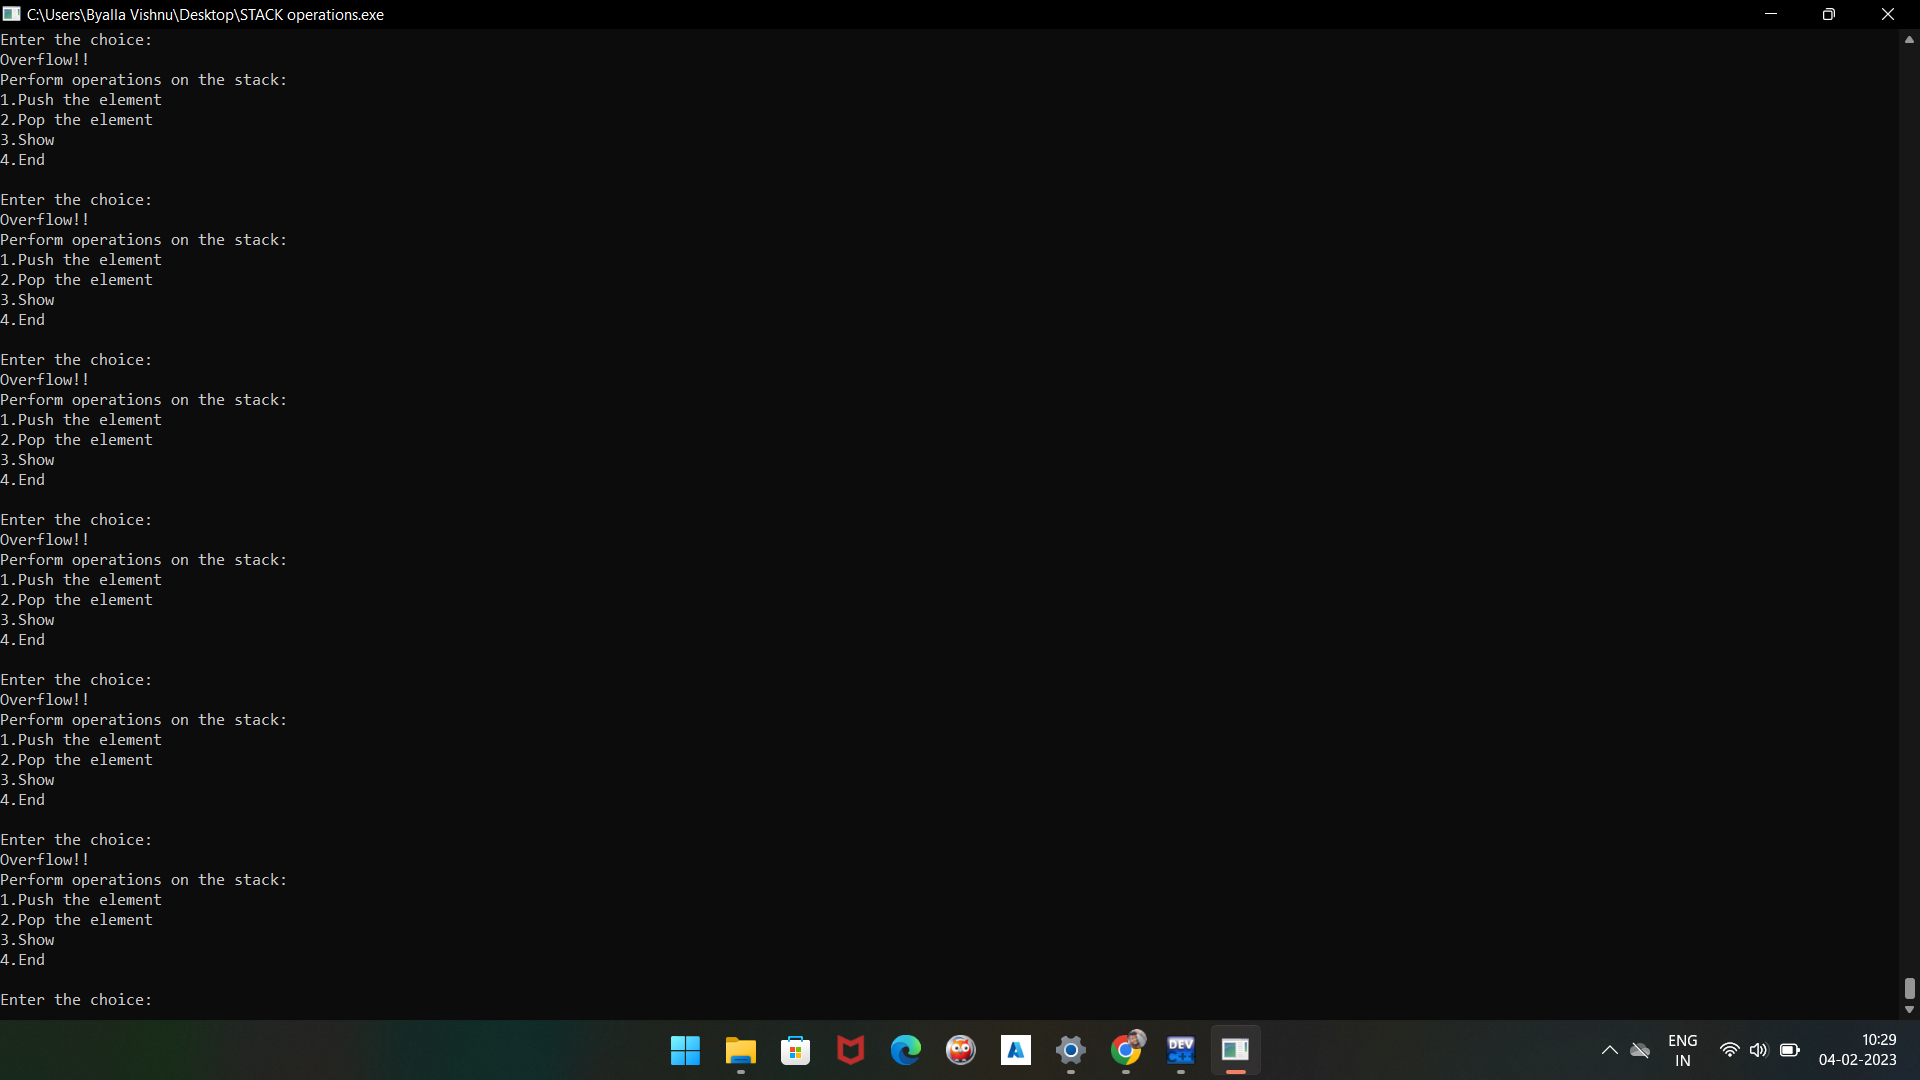 C:\Users\Byalla Vishnu\Desktop\STACK operations.exe
Enter the choice:
Overflow!!
Perform operations on the stack:
1.Push the element
2.Pop the element
3.Show
4.End
Enter the choice:
Overflow!!
Perform operations on the stack:
1.Push the element
2.Pop the element
3.Show
4.End
Enter the choice:
Overflow!!
Perform operations on the stack:
1.Push the element
2.Pop the element
3.Show
4.End
Enter the choice:
Overflow!!
Perform operations on the stack:
1.Push the element
2.Pop the element
3.Show
4.End
Enter the choice:
Overflow!!
Perform operations on the stack:
1.Push the element
2.Pop the element
3.Show
4.End
Enter the choice:
Overflow!!
Perform operations on the stack:
1.Push the element
2.Pop the element
3.Show
4.End
Enter the choice:
DEV
C++
ENG
IN
10:29
04-02-2023